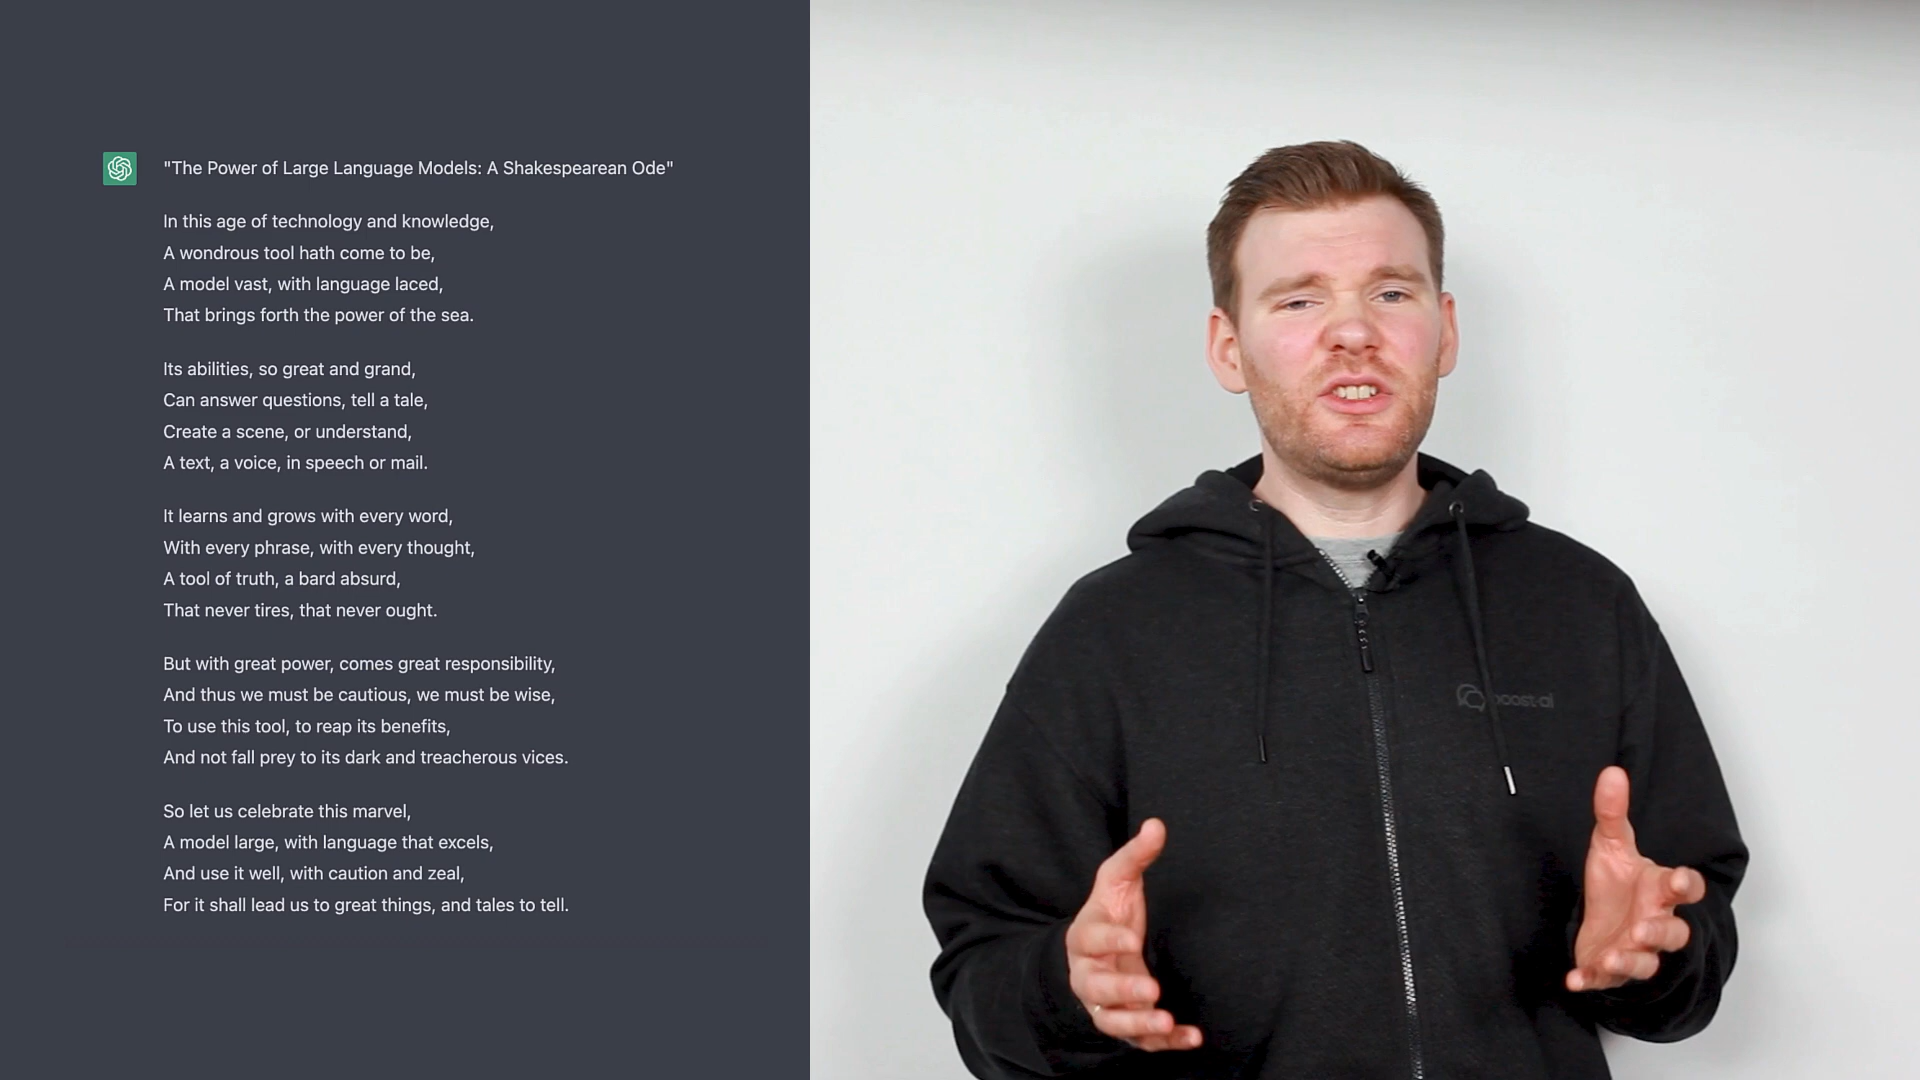 "The Power of Large Language Models: A Shakespearean Ode"
In this age of technology and knowledge,
A wondrous tool hath come to be,
A model vast, with language laced,
That brings forth the power of the sea.
Its abilities, so great and grand,
Can answer questions, tell a tale,
Create a scene, or understand,
A text, a voice, in speech or mail.
It learns and grows with every word,
With every phrase, with every thought,
A tool of truth, a bard absurd,
That never tires, that never ought.
But with great power, comes great responsibility,
And thus we must be cautious, we must be wise,
To use this tool, to reap its benefits,
And not fall prey to its dark and treacherous vices.
So let us celebrate this marvel,
A model large, with language that excels,
And use it well, with caution and zeal,
For it shall lead us to great things, and tales to tell.
boost.ai